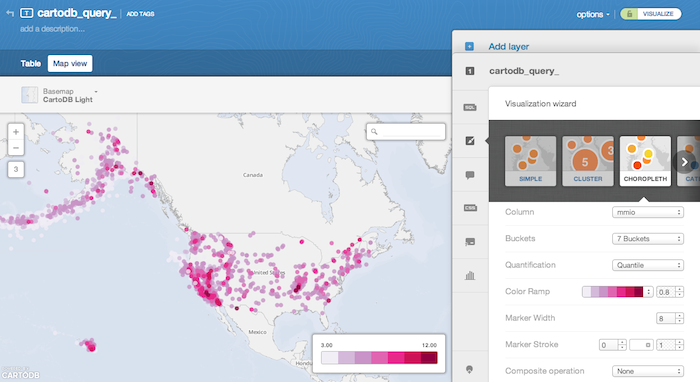 cartodb_query_
ADD TAGS
options
VISUALIZE
add a description...
Add layer
Table
Map view
1
cartodb_query_
Basemap
CartoDB Light
SQL
Visualization wizard
+
−
3
5
3
SIMPLE
CLUSTER
CHOROPLETH
Canada
CSS
Column
mmio
Buckets
7 Buckets
Quantification
Quantile
United States
Color Ramp
0.8
Marker Width
8
Mexico
3.00
12.00
Marker Stroke
0
1
CARTODB
Composite operation
None